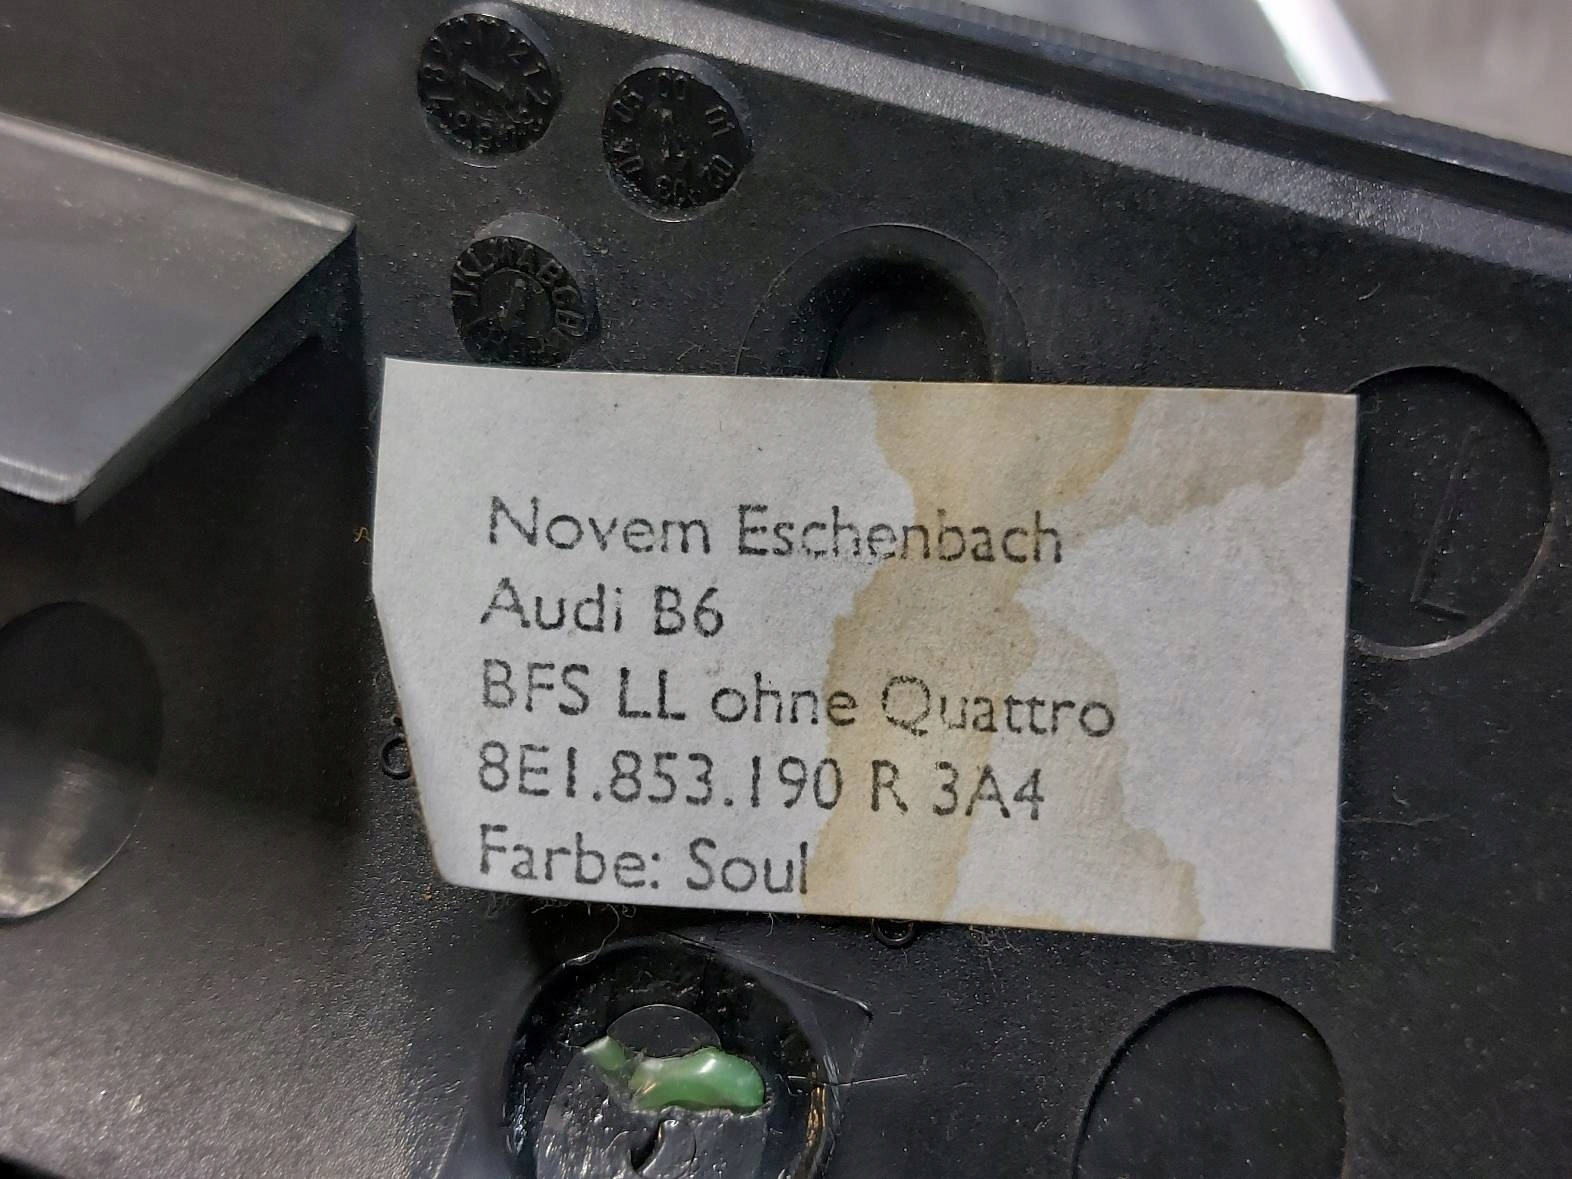 Novem Eschenbach
Audi B6
BFS LL ohne Quattro
8E1.853.190 R 3A4
Farbe: Soul